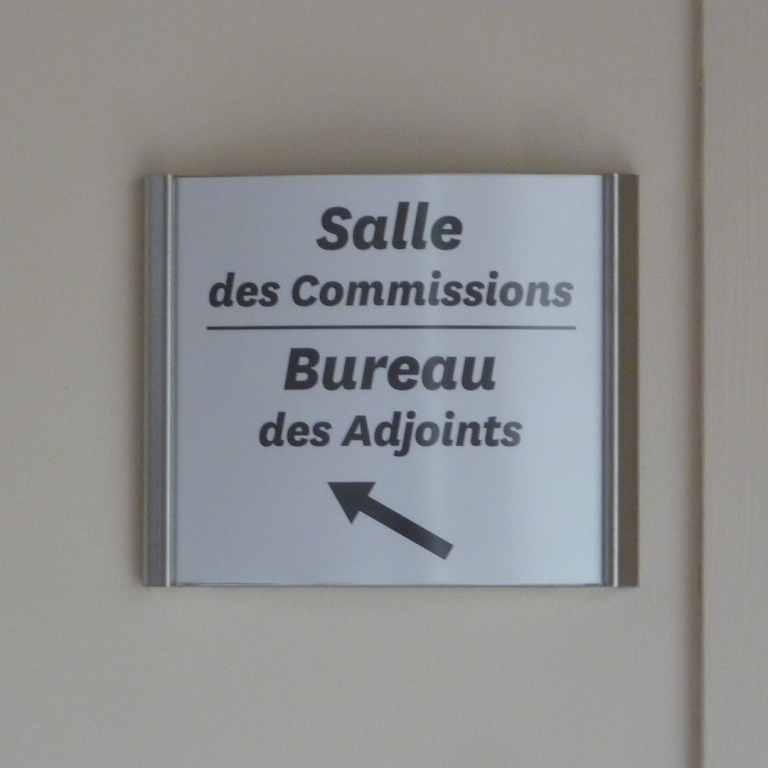 Salle
des Commissions
Bureau
des Adjoints